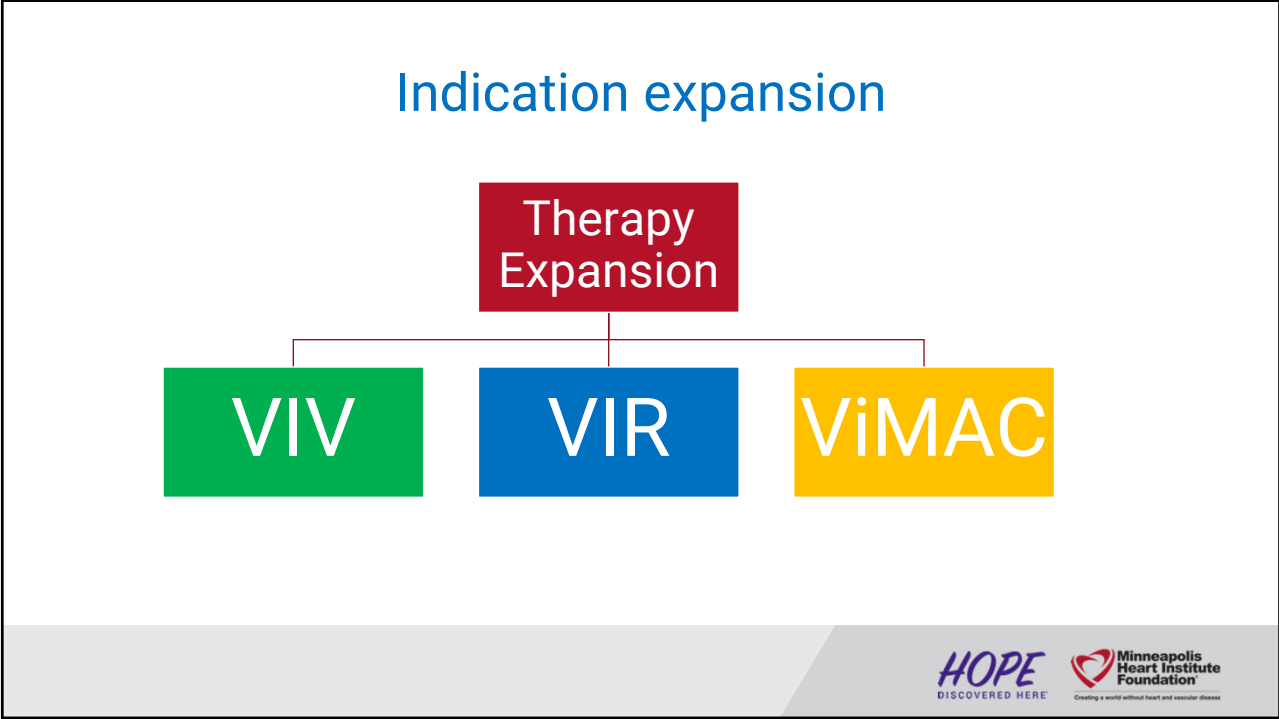 Indication expansion
Therapy
Expansion
VIV
VIR
ViMAC
HOPE
DISCOVERED HERE
Minneapolis
Heart Institute
Foundation
Creating a world without heart and vascular disease